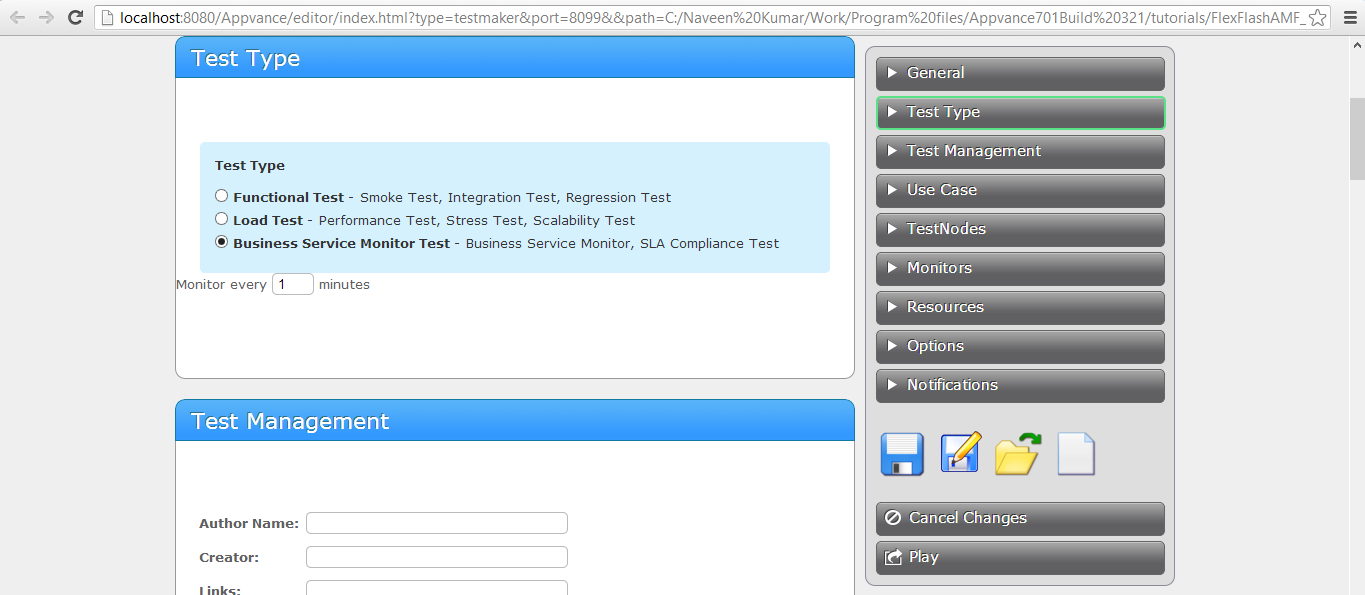 localhost:8080/Appvance/editor/index.html?type=testmaker&port=8099&&path=C:/Naveen%20Kumar/Work/Program%20files/Appvance701Build%20321/tutorials/FlexFlashAMF_
Test Type
Test Type
Functional Test - Smoke Test, Integration Test, Regression Test
Load Test - Performance Test, Stress Test, Scalability Test
Business Service Monitor Test - Business Service Monitor, SLA Compliance Test
Monitor every 1 minutes
Test Management
Author Name:
Creator:
Links:
General
Test Type
Test Management
Use Case
TestNodes
Monitors
Resources
Options
Notifications
Cancel Changes
Play